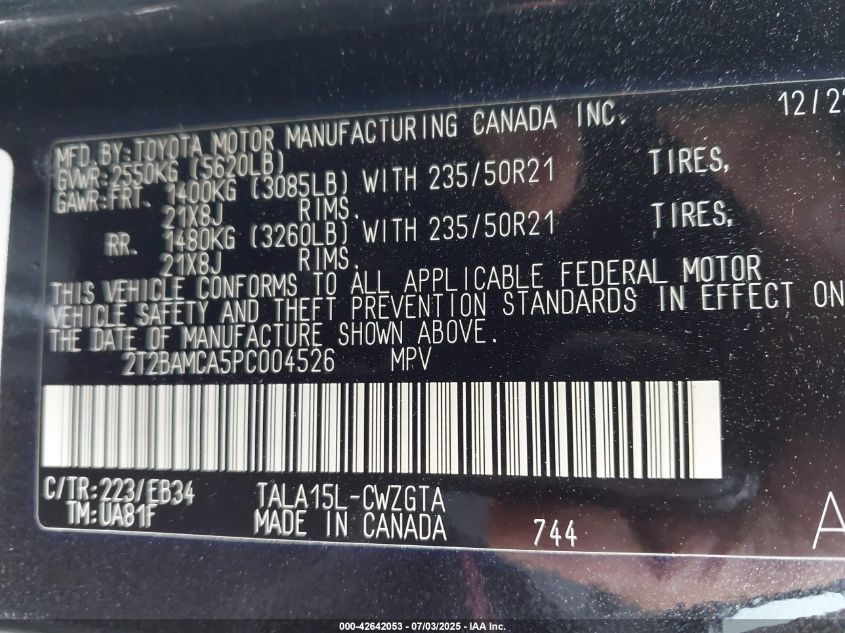 MFD.BY:TOYOTA MOTOR MANUFACTURING CANADA INC. 12/2
GVWR:2550KG (5620LB)
GAWR:FRT. 1400KG (3085LB) WITH 235/50R21 TIRES,
21X8J RIMS.
RR. 1480KG (3260LB) WITH 235/50R21 TIRES,
21X8J RIMS.
THIS VEHICLE CONFORMS TO ALL APPLICABLE FEDERAL MOTOR
VEHICLE SAFETY AND THEFT PREVENTION STANDARDS IN EFFECT ON
THE DATE OF MANUFACTURE SHOWN ABOVE.
2T2BAMCA5PC004526 MPV
C/TR:223/EB34 TALA15L-CWZGTA
TM:UA81F MADE IN CANADA 744 A
000-42642053 - 07/03/2025 - IAA Inc.